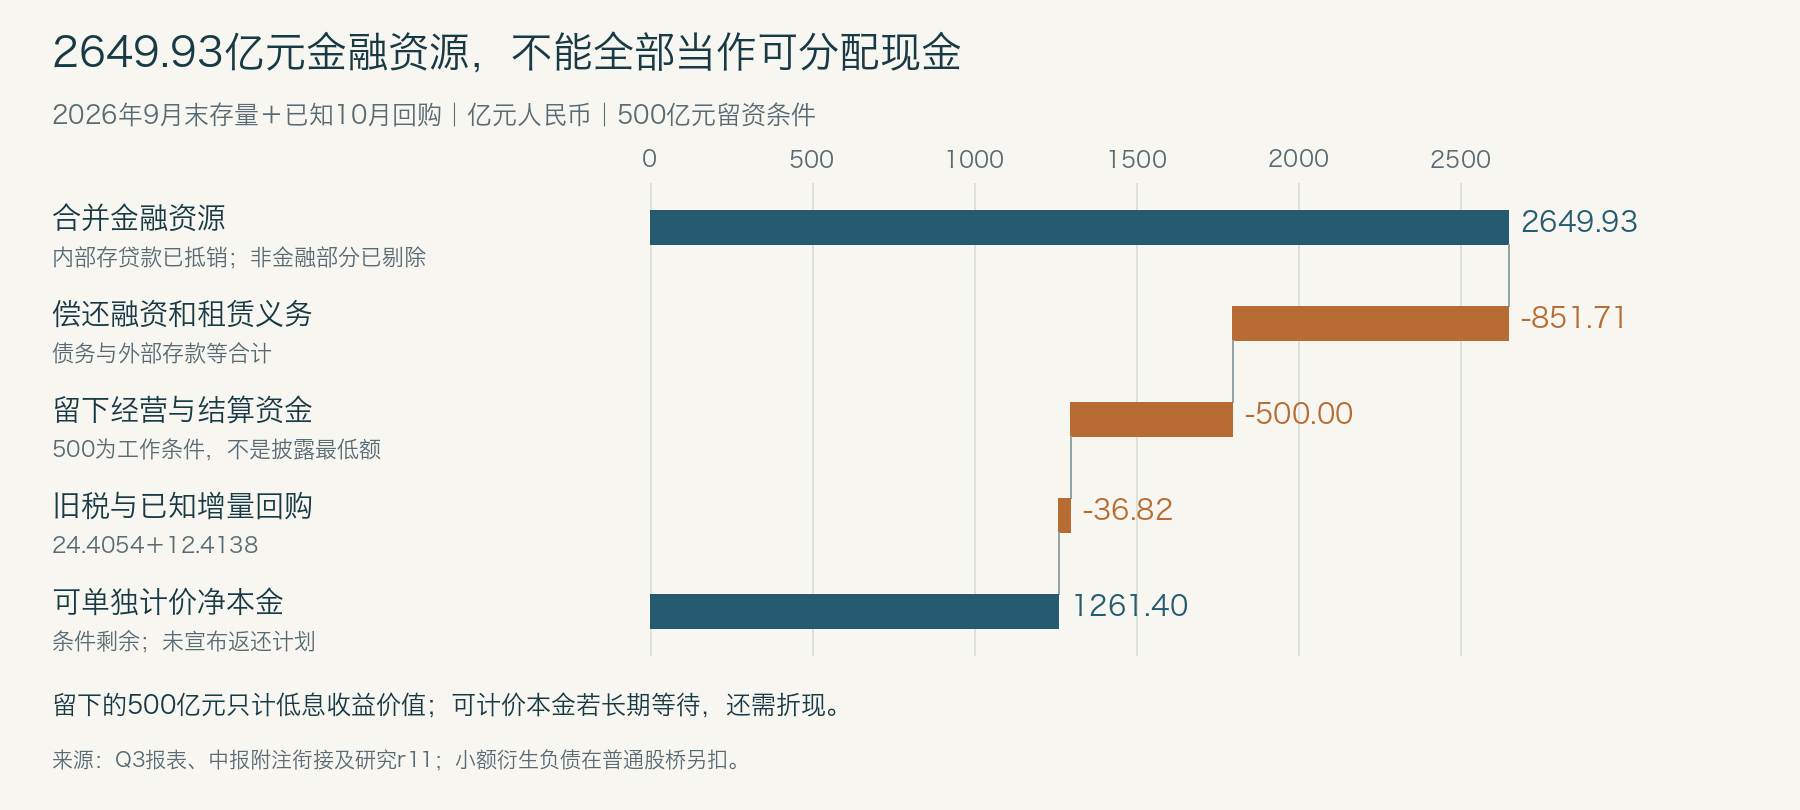 2649.93亿元金融资源，不能全部当作可分配现金
2026年9月末存量＋已知10月回购｜亿元人民币｜500亿元留资条件
0 500 1000 1500 2000 2500
合并金融资源
2649.93
内部存贷款已抵销；非金融部分已剔除
偿还融资和租赁义务
-851.71
债务与外部存款等合计
留下经营与结算资金
-500.00
500为工作条件，不是披露最低额
旧税与已知增量回购
-36.82
24.4054＋12.4138
可单独计价净本金
1261.40
条件剩余；未宣布返还计划
留下的500亿元只计低息收益价值；可计价本金若长期等待，还需折现。
来源：Q3报表、中报附注衔接及研究r11；小额衍生负债在普通股桥另扣。